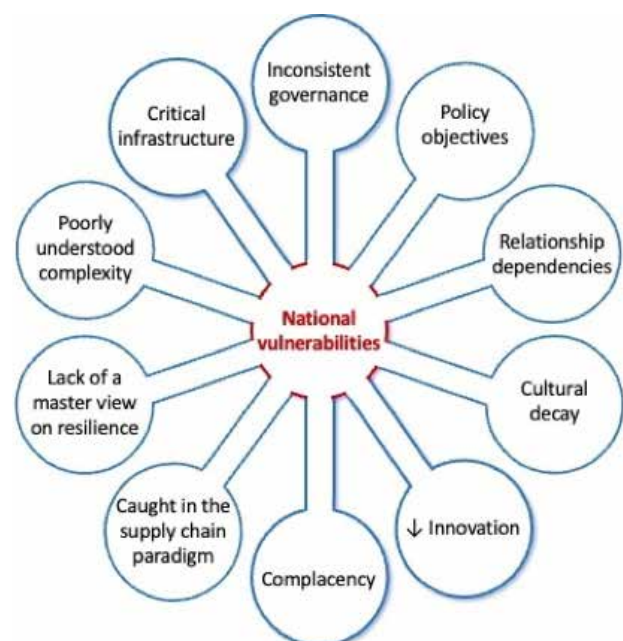 Inconsistent
governance
Policy
objectives
Relationship
dependencies
Cultural
decay
↓ Innovation
Complacency
Caught in the
supply chain
paradigm
Lack of a
master view
on resilience
Poorly
understood
complexity
Critical
infrastructure
National
vulnerabilities